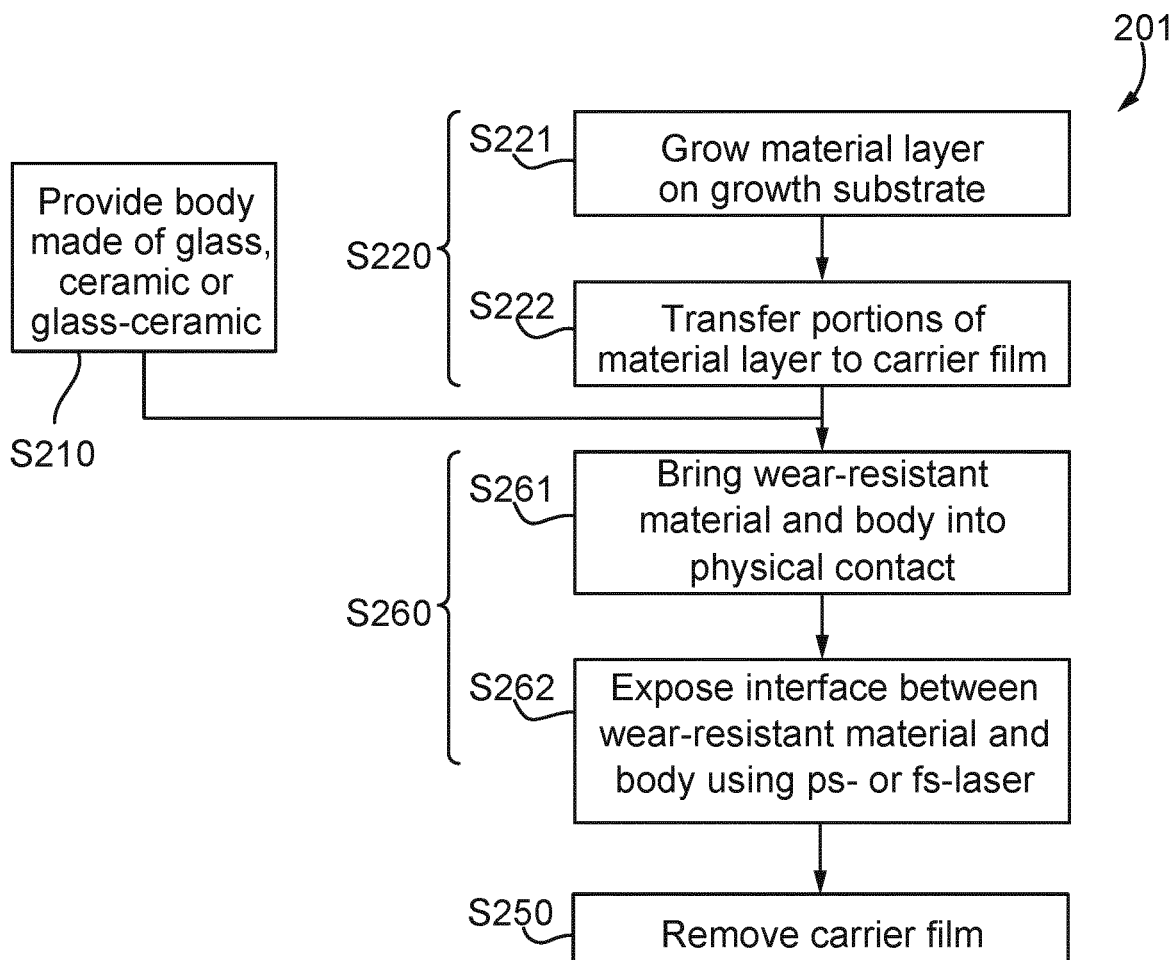 201
S221
Grow material layer
on growth substrate
Provide body
made of glass,
ceramic or
glass-ceramic
S210
S220
S222
Transfer portions of
material layer to carrier film
S261
Bring wear-resistant
material and body into
physical contact
S260
S262
Expose interface between
wear-resistant material and
body using ps- or fs-laser
S250
Remove carrier film